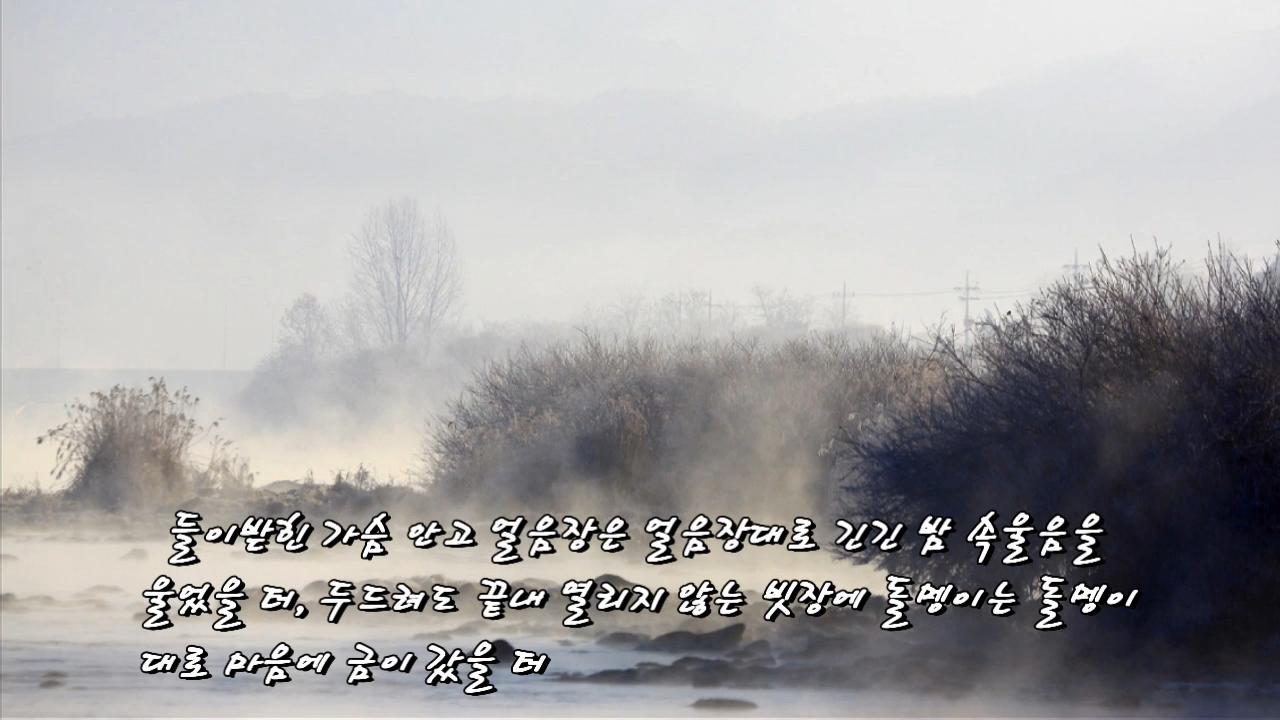 들이받힌 가슴 안고 얼음장은 얼음장대로 긴긴 밤 속울음을
울었을 터, 두드려도 끝내 열리지 않는 빗장에 돌멩이는 돌멩이
대로 마음에 금이 갔을 터